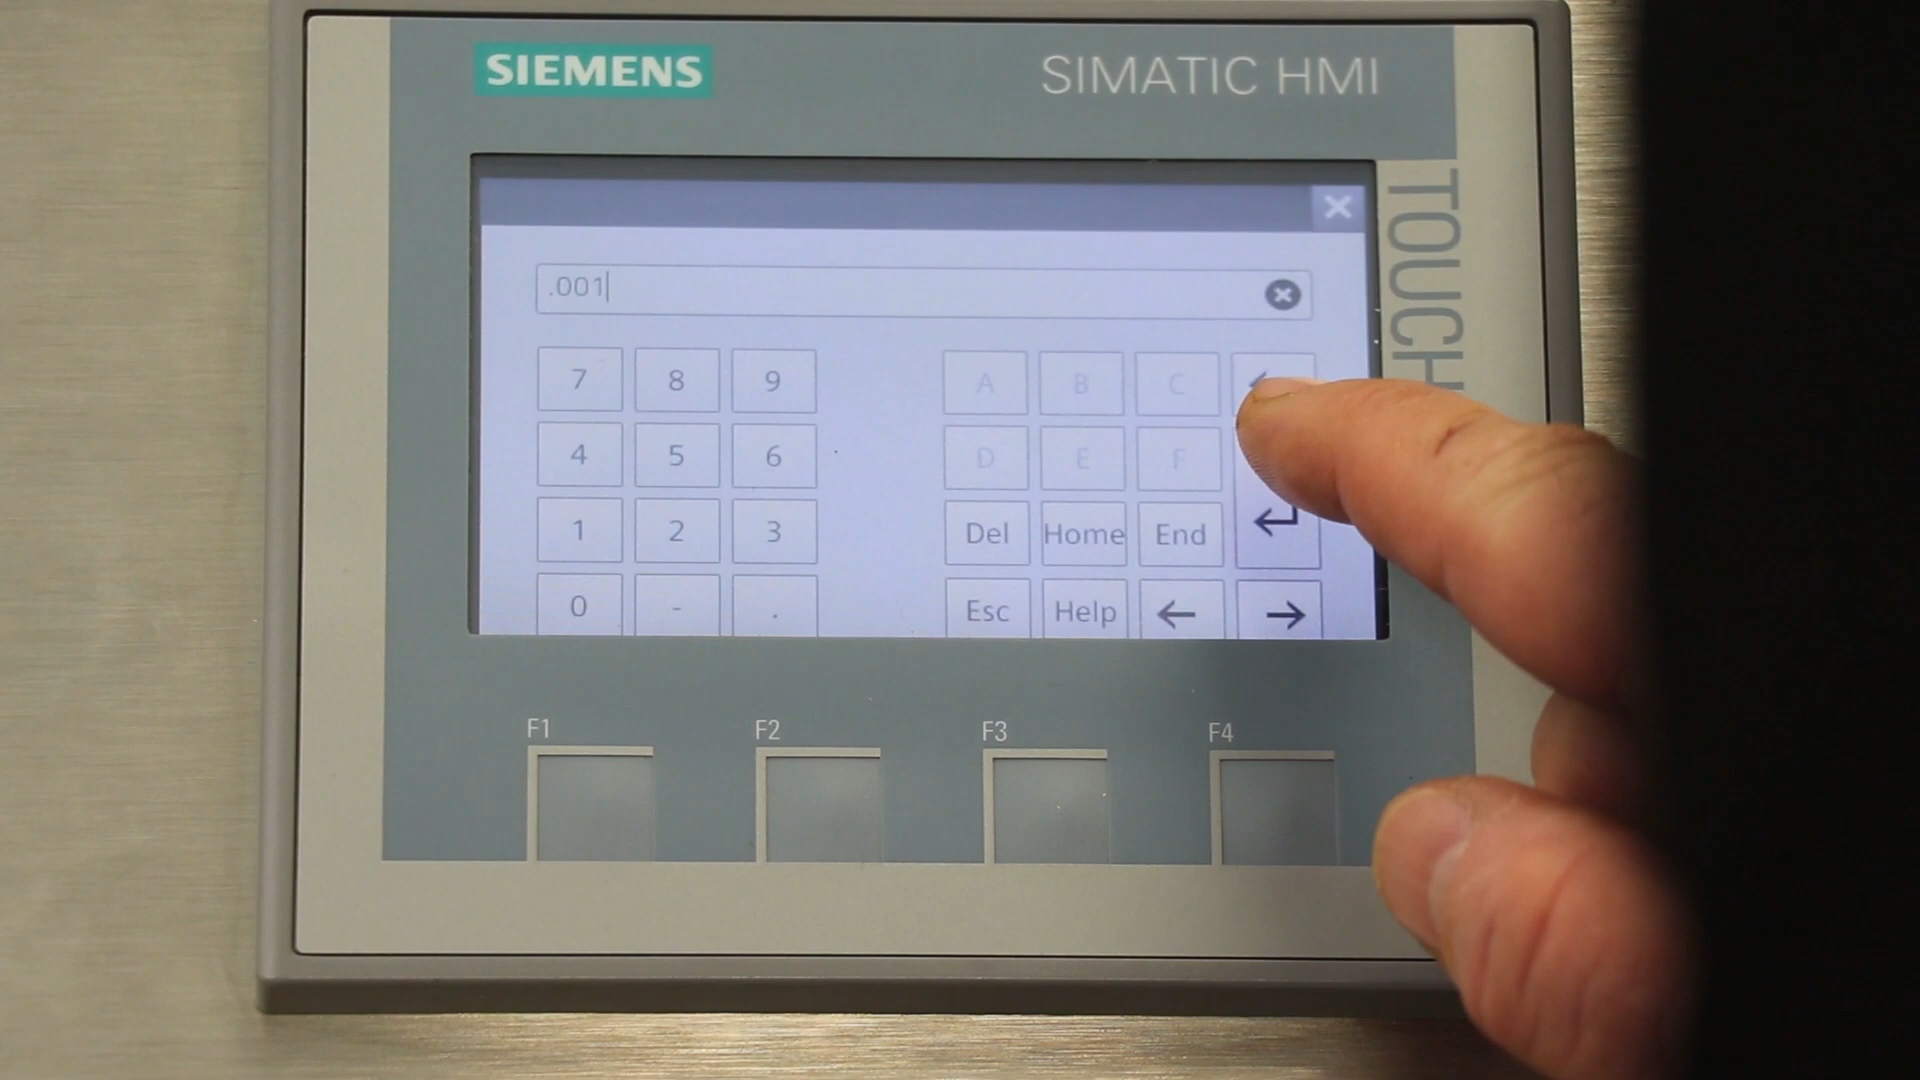 SIEMENS
SIMATIC HMI
TOUCH
.001
7 8 9 A B C
4 5 6 D E F
1 2 3 Del Home End
0 - . Esc Help ← →
F1 F2 F3 F4